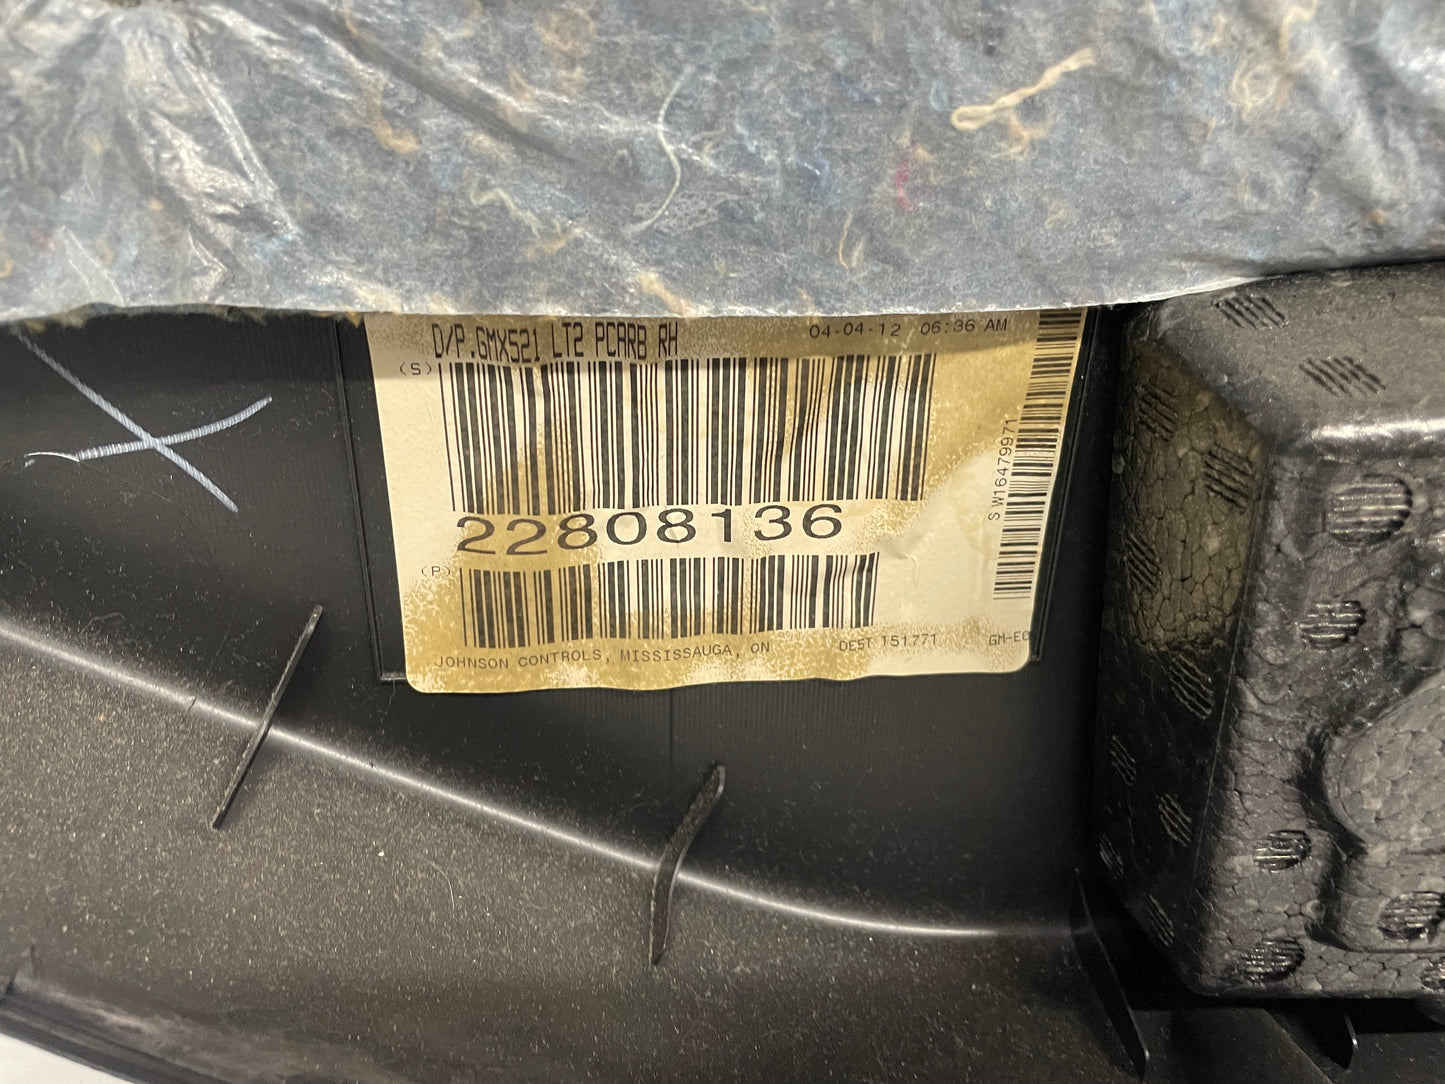 D/P.GMX521 LT2 PCARB RH
04-04-12 06:36 AM
(S)
22808136
(P)
JOHNSON CONTROLS, MISSISSAUGA, ON
DEST 151771
GM-E0
S W16479971